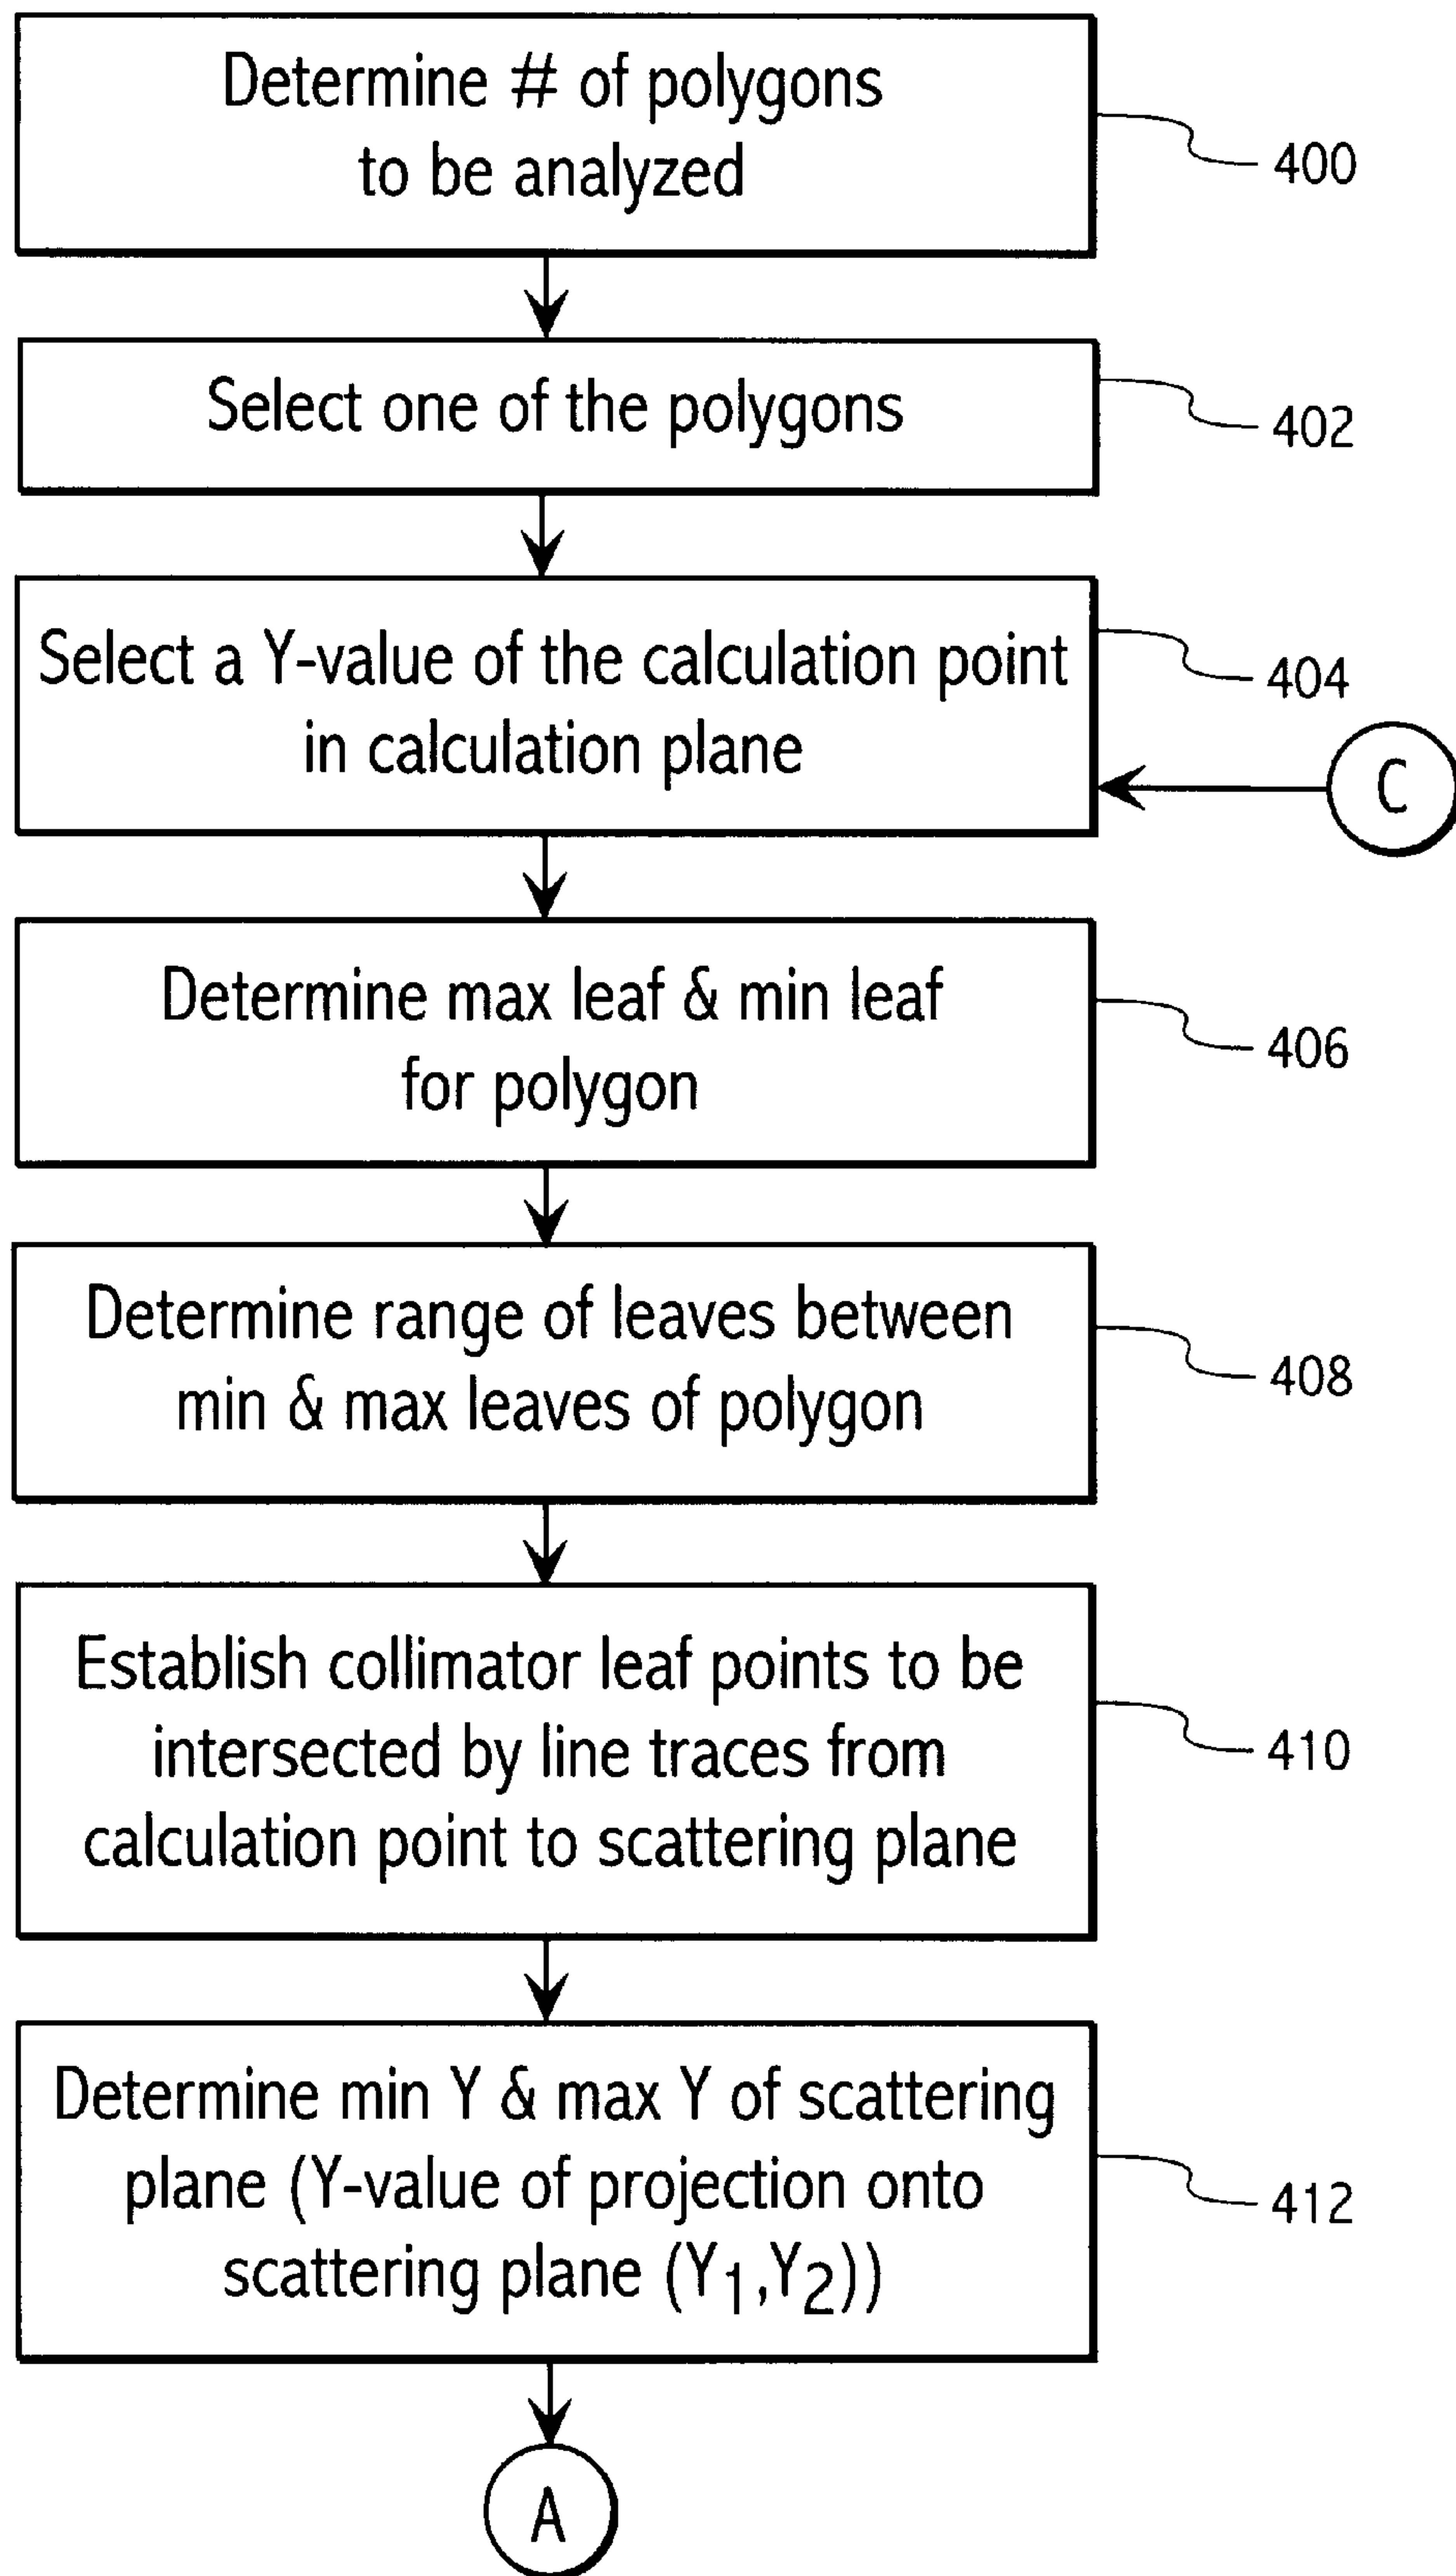 Determine # of polygons
to be analyzed
400
Select one of the polygons
402
Select a Y-value of the calculation point
in calculation plane
404
C
Determine max leaf & min leaf
for polygon
406
Determine range of leaves between
min & max leaves of polygon
408
Establish collimator leaf points to be
intersected by line traces from
calculation point to scattering plane
410
Determine min Y & max Y of scattering
plane (Y-value of projection onto
scattering plane (Y1,Y2))
412
A